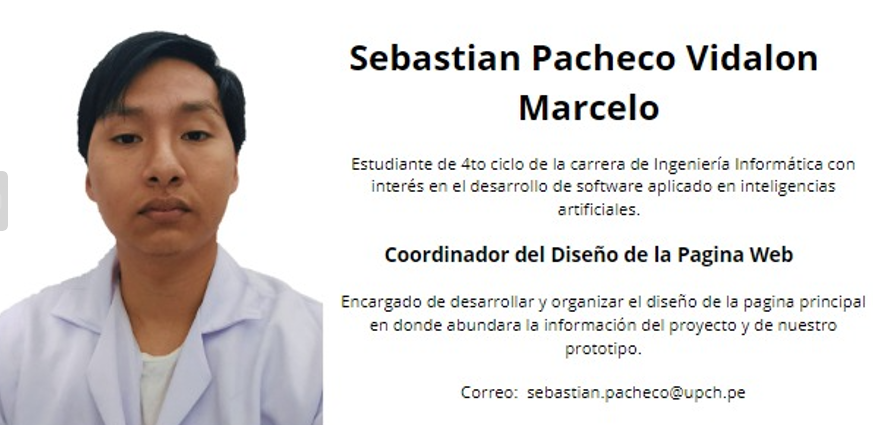 Sebastian Pacheco Vidalon
Marcelo
Estudiante de 4to ciclo de la carrera de Ingeniería Informática con
interés en el desarrollo de software aplicado en inteligencias
artificiales.
Coordinador del Diseño de la Pagina Web
Encargado de desarrollar y organizar el diseño de la pagina principal
en donde abundara la información del proyecto y de nuestro
prototipo.
Correo: sebastian.pacheco@upch.pe